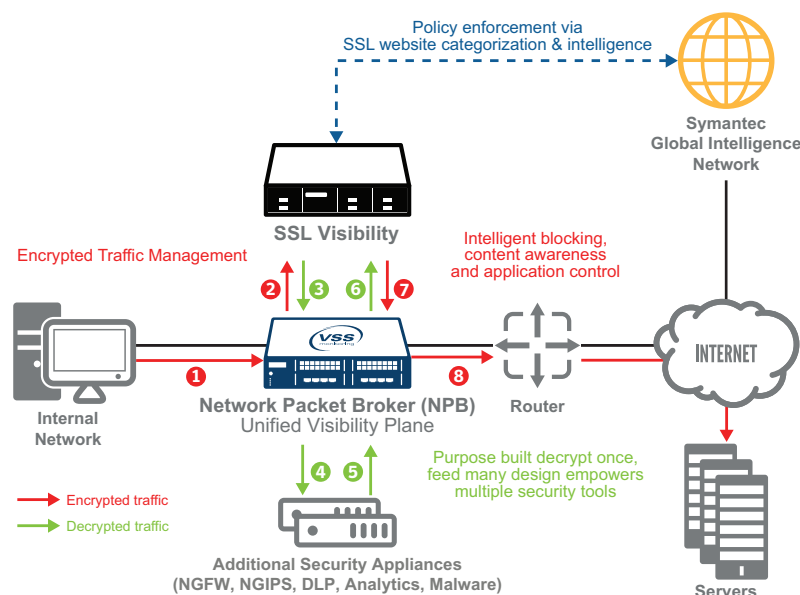 Policy enforcement via
SSL website categorization & intelligence
Symantec
Global Intelligence
Network
SSL Visibility
Encrypted Traffic Management
Intelligent blocking,
content awareness
and application control
2
3
6
7
vss
monitoring
INTERNET
1
8
Internal
Network
Network Packet Broker (NPB)
Unified Visibility Plane
Router
4
5
Purpose built decrypt once,
feed many design empowers
multiple security tools
Encrypted traffic
Decrypted traffic
Additional Security Appliances
(NGFW, NGIPS, DLP, Analytics, Malware)
Servers